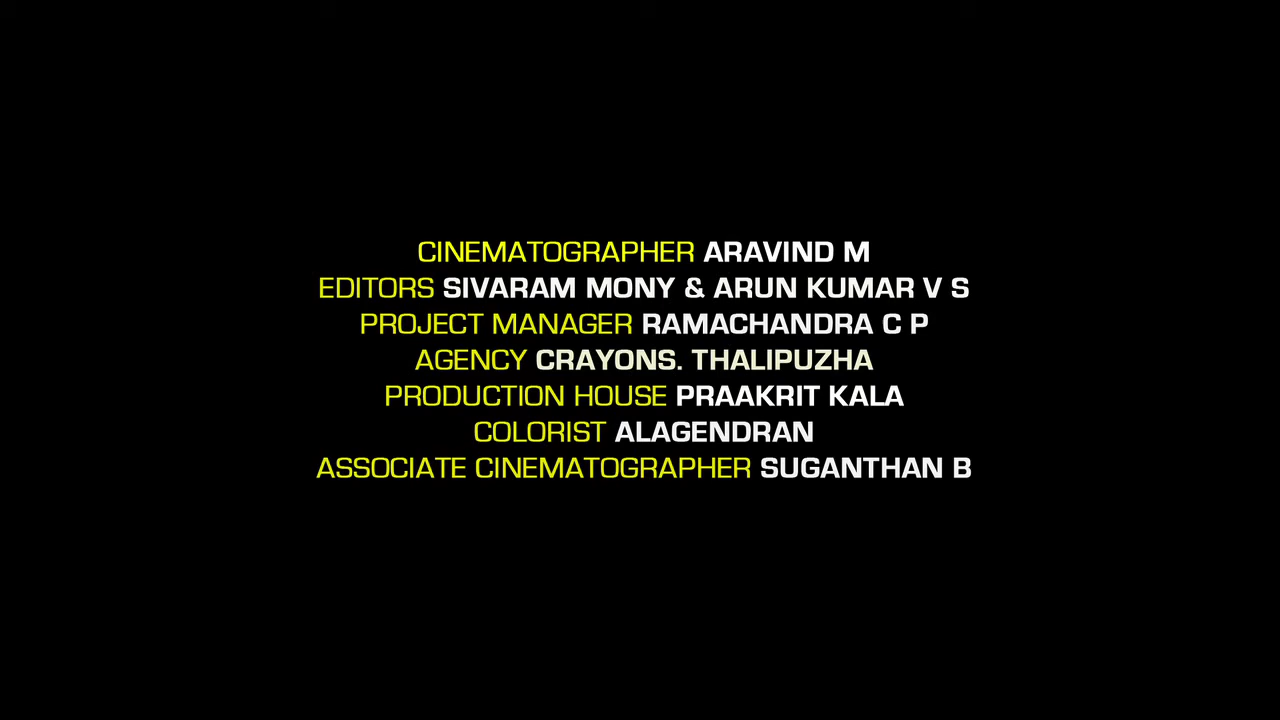 CINEMATOGRAPHER ARAVIND M
EDITORS SIVARAM MONY & ARUN KUMAR V S
PROJECT MANAGER RAMACHANDRA C P
AGENCY CRAYONS. THALIPUZHA
PRODUCTION HOUSE PRAAKRIT KALA
COLORIST ALAGENDRAN
ASSOCIATE CINEMATOGRAPHER SUGANTHAN B